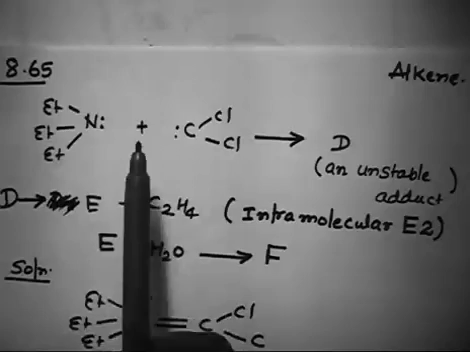 8.65 Alkene.
Et
Et N: + :C Cl → D
Et Cl
(an unstable adduct)
D → E C2H4 (Intramolecular E2)
E H2O → F
Soln.
Et
Et = C Cl
Et C